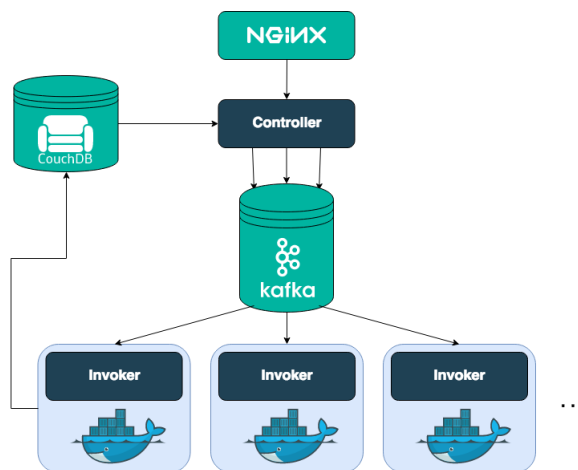 NGINX
Controller
CouchDB
kafka
Invoker
Invoker
Invoker
..